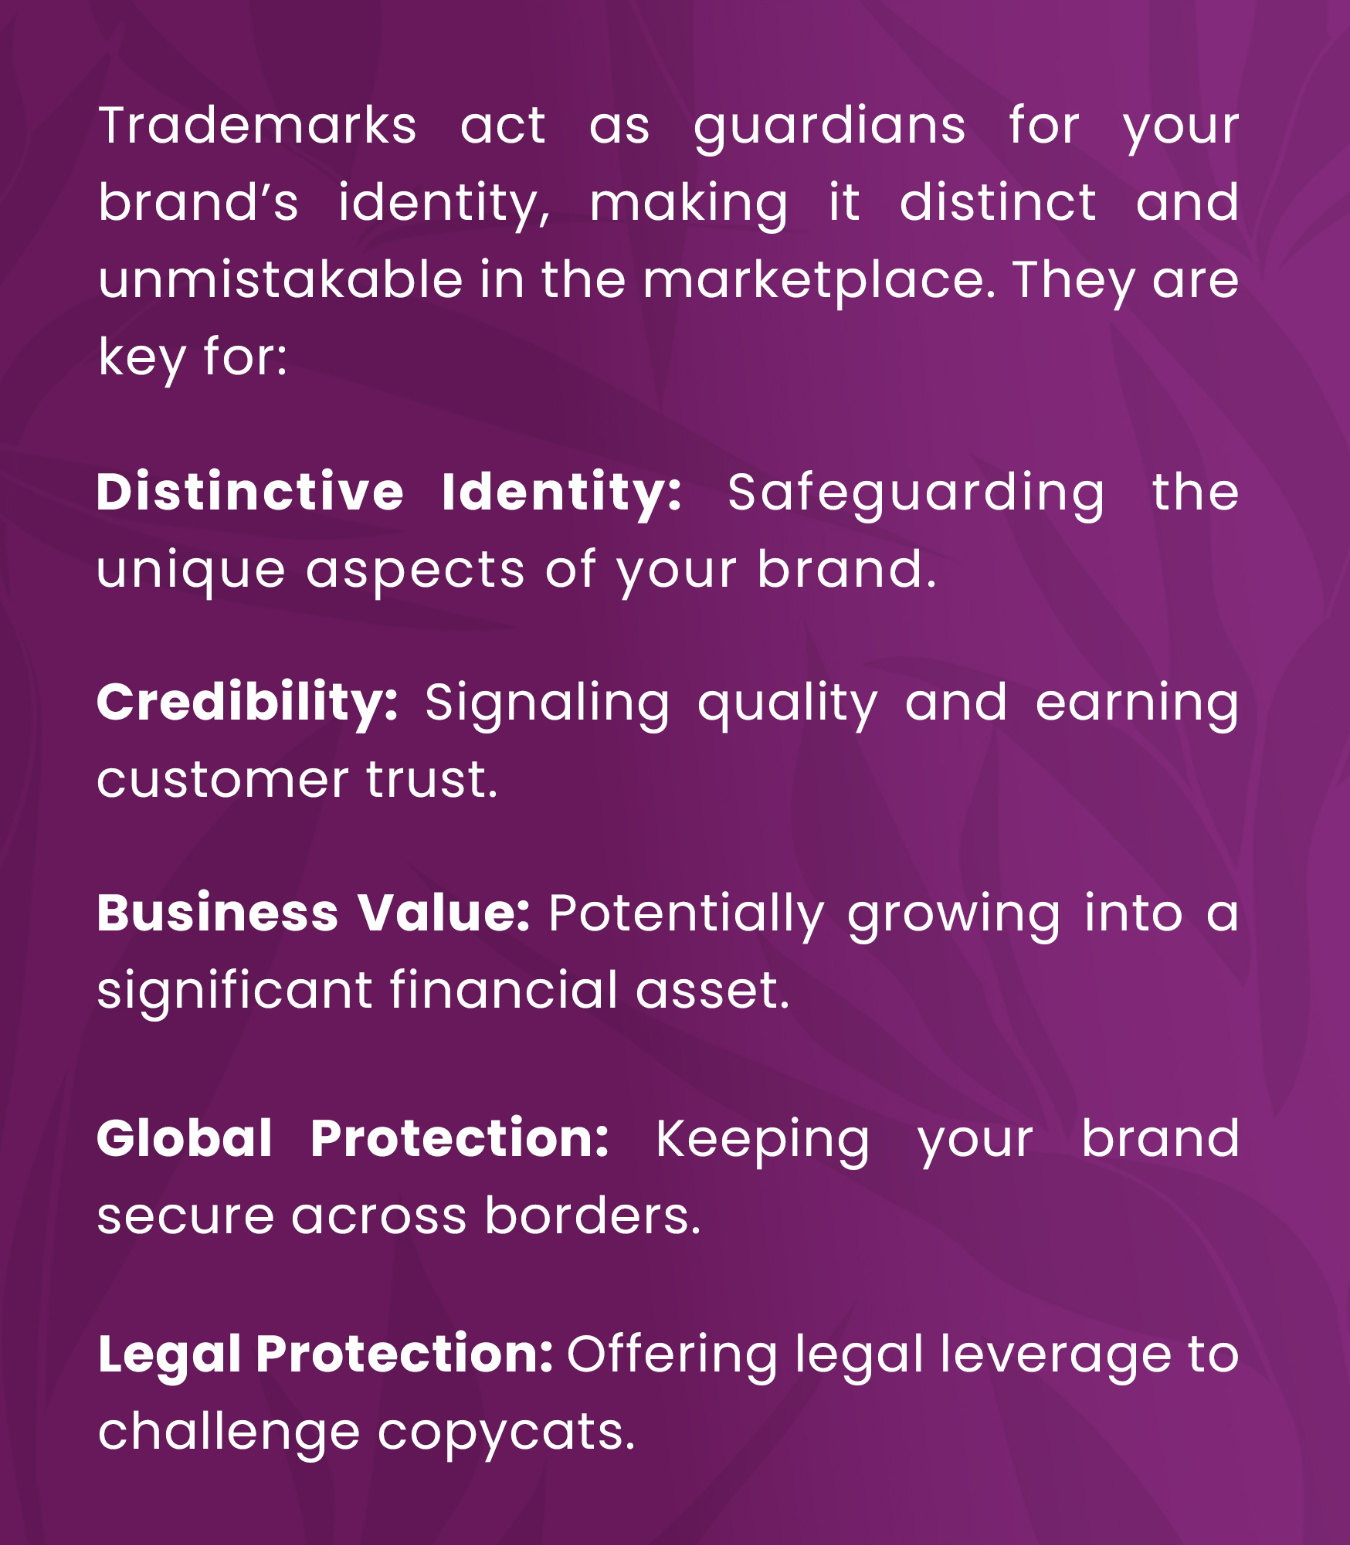 Trademarks act as guardians for your
brand’s identity, making it distinct and
unmistakable in the marketplace. They are
key for:
Distinctive Identity: Safeguarding the
unique aspects of your brand.
Credibility: Signaling quality and earning
customer trust.
Business Value: Potentially growing into a
significant financial asset.
Global Protection: Keeping your brand
secure across borders.
Legal Protection: Offering legal leverage to
challenge copycats.